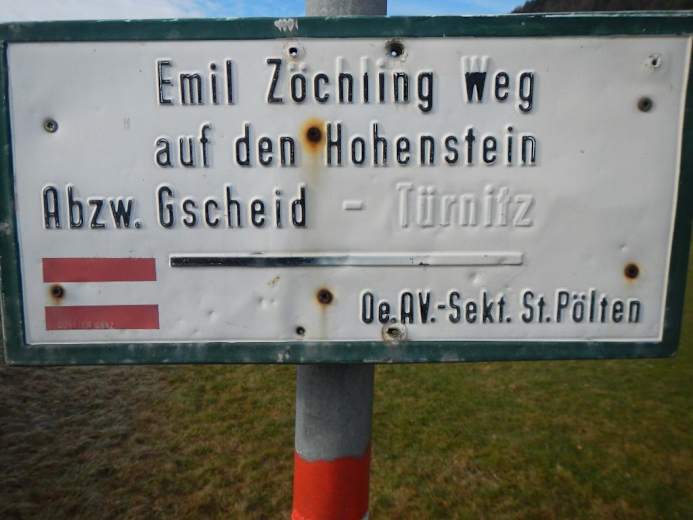 Emil Zöchling Weg
auf den Hohenstein
Abzw. Gscheid - Türnitz
Oe.AV.-Sekt. St. Pölten